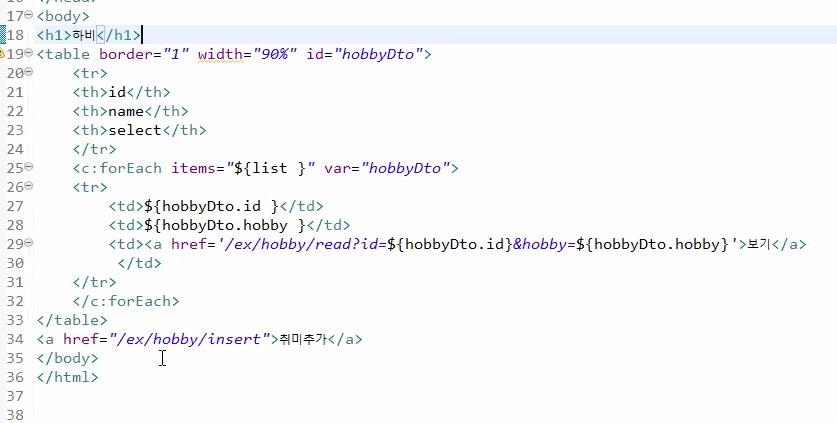 17 <body>
18 <h1>하비</h1>
19 <table border="1" width="90%" id="hobbyDto">
20     <tr>
21     <th>id</th>
22     <th>name</th>
23     <th>select</th>
24     </tr>
25     <c:forEach items="${list }" var="hobbyDto">
26     <tr>
27         <td>${hobbyDto.id }</td>
28         <td>${hobbyDto.hobby }</td>
29         <td><a href='/ex/hobby/read?id=${hobbyDto.id}&hobby=${hobbyDto.hobby}'>보기</a>
30          </td>
31     </tr>
32     </c:forEach>
33 </table>
34 <a href="/ex/hobby/insert">취미추가</a>
35 </body>
36 </html>
37
38